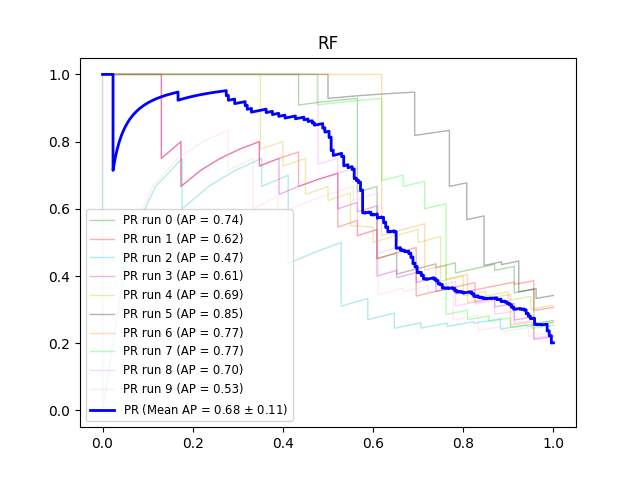 RF
1.0
0.8
0.6
0.4
0.2
0.0
PR run 0 (AP = 0.74)
PR run 1 (AP = 0.62)
PR run 2 (AP = 0.47)
PR run 3 (AP = 0.61)
PR run 4 (AP = 0.69)
PR run 5 (AP = 0.85)
PR run 6 (AP = 0.77)
PR run 7 (AP = 0.77)
PR run 8 (AP = 0.70)
PR run 9 (AP = 0.53)
PR (Mean AP = 0.68 ± 0.11)
0.0 0.2 0.4 0.6 0.8 1.0